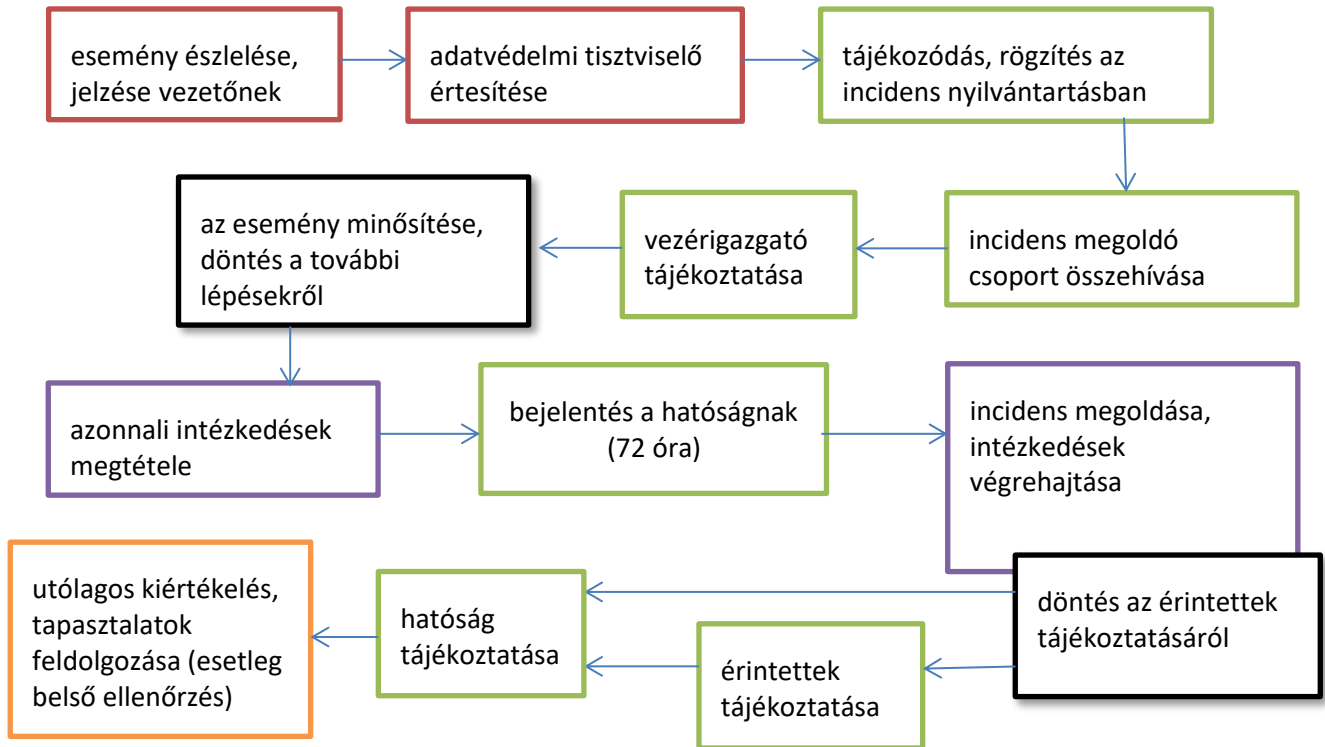 esemény észlelése,
jelzése vezetőnek
adatvédelmi tisztviselő
értesítése
tájékozódás, rögzítés az
incidens nyilvántartásban
incidens megoldó
csoport összehívása
vezérigazgató
tájékoztatása
az esemény minősítése,
döntés a további
lépésekről
azonnali intézkedések
megtétele
bejelentés a hatóságnak
(72 óra)
incidens megoldása,
intézkedések
végrehajtása
döntés az érintettek
tájékoztatásáról
érintettek
tájékoztatása
hatóság
tájékoztatása
utólagos kiértékelés,
tapasztalatok
feldolgozása (esetleg
belső ellenőrzés)